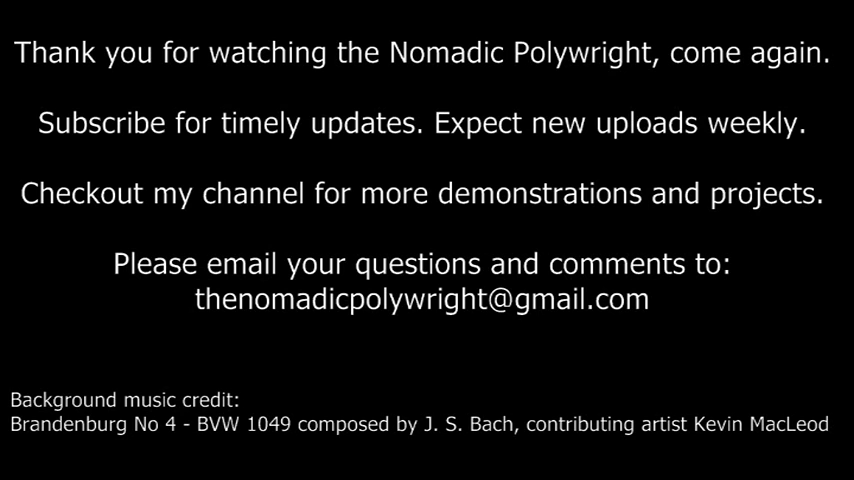 Thank you for watching the Nomadic Polywright, come again.
Subscribe for timely updates. Expect new uploads weekly.
Checkout my channel for more demonstrations and projects.
Please email your questions and comments to:
thenomadicpolywright@gmail.com
Background music credit:
Brandenburg No 4 - BVW 1049 composed by J. S. Bach, contributing artist Kevin MacLeod